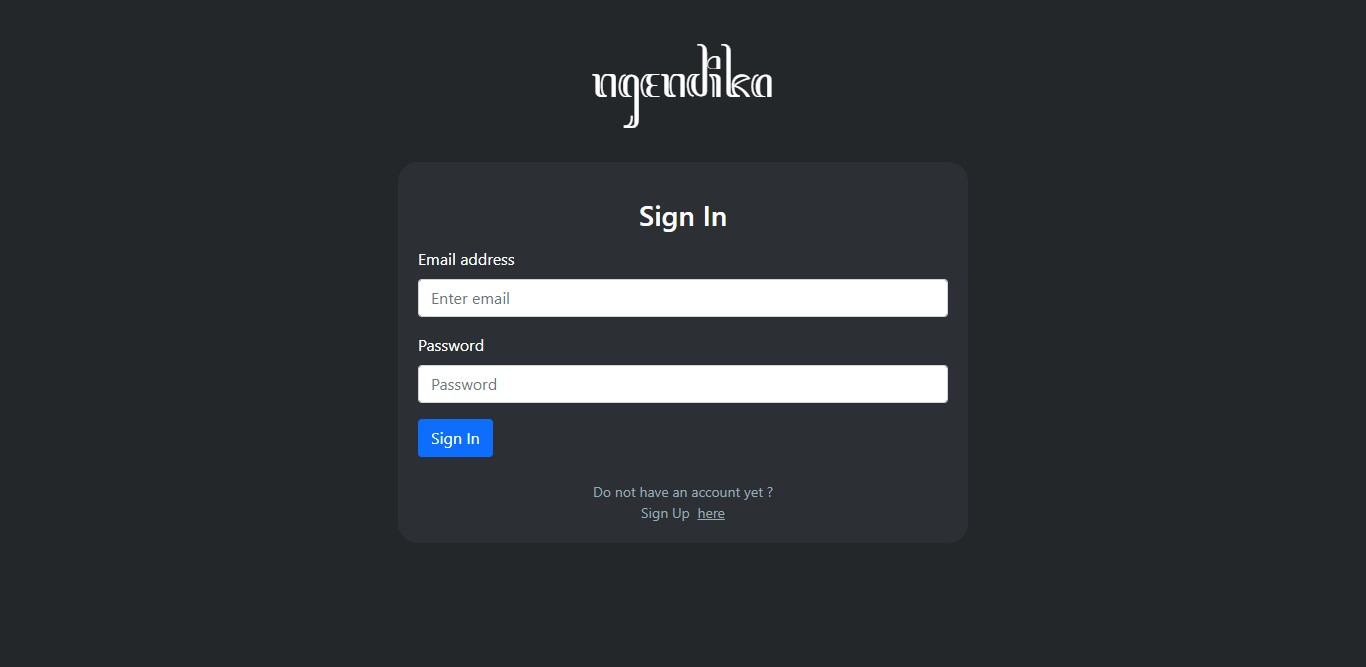 ngendika
Sign In
Email address
Enter email
Password
Password
Sign In
Do not have an account yet ?
Sign Up here